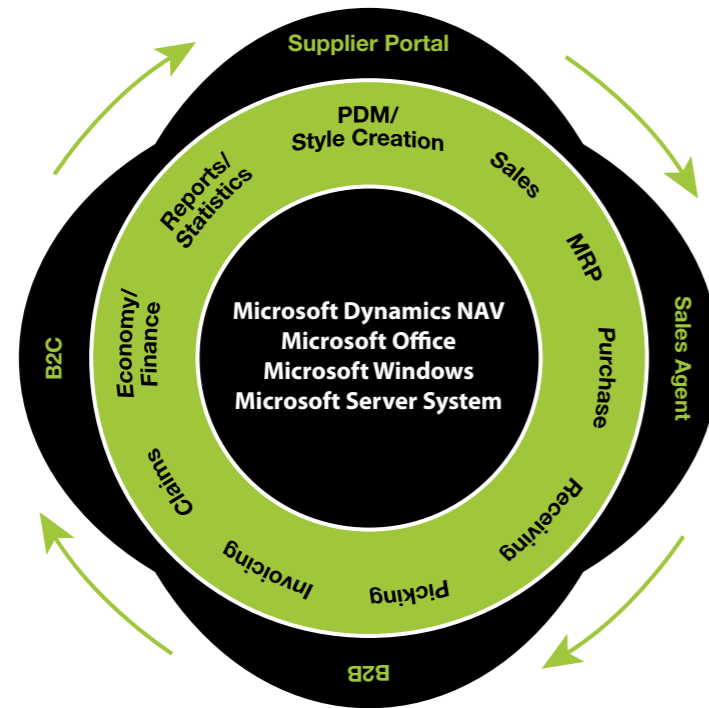 Supplier Portal
PDM/
Style Creation
Sales
MRP
Purchase
Receiving
Picking
Invoicing
Claims
Economy/
Finance
Reports/
Statistics
Microsoft Dynamics NAV
Microsoft Office
Microsoft Windows
Microsoft Server System
Sales Agent
B2B
B2C